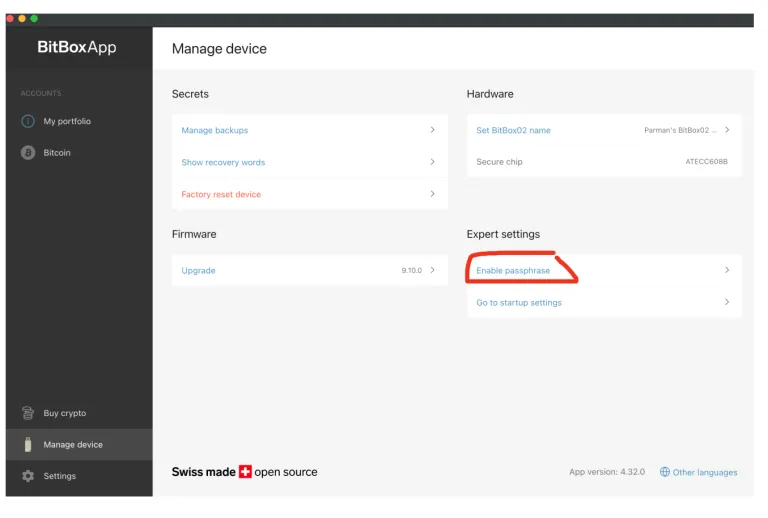 BitBoxApp
ACCOUNTS
My portfolio
Bitcoin
Buy crypto
Manage device
Settings
Manage device
Secrets
Manage backups
Show recovery words
Factory reset device
Hardware
Set BitBox02 name Parman's BitBox02 ...
Secure chip ATECC608B
Firmware
Upgrade 9.10.0
Expert settings
Enable passphrase
Go to startup settings
Swiss made open source
App version: 4.32.0
Other languages